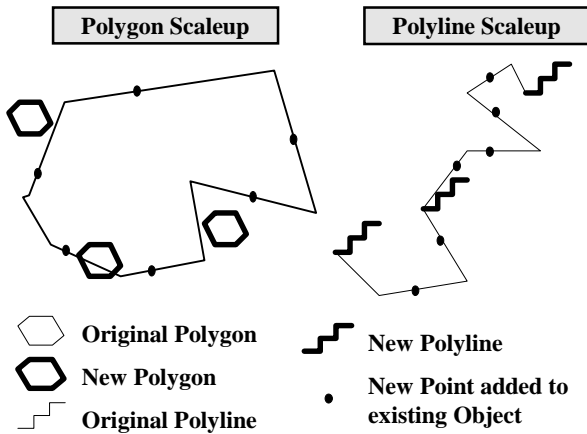 Polygon Scaleup
Polyline Scaleup
Original Polygon
New Polygon
Original Polyline
New Polyline
New Point added to
existing Object